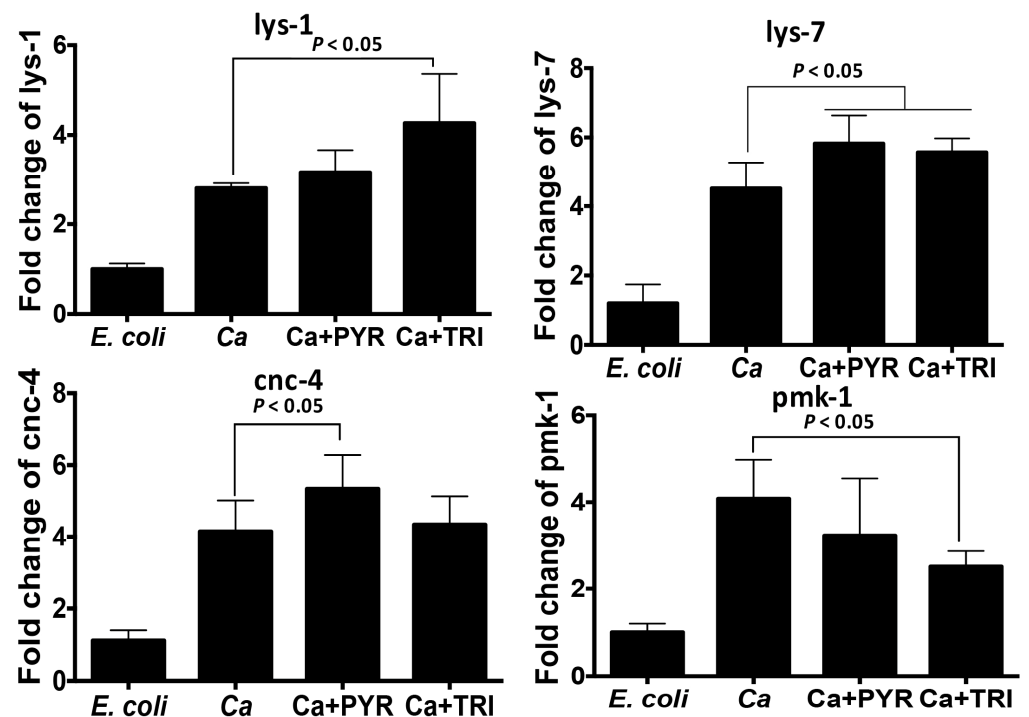 lys-1
P < 0.05
Fold change of lys-1
6
4
2
0
E. coli Ca Ca+PYR Ca+TRI
lys-7
P < 0.05
Fold change of lys-7
8
6
4
2
0
E. coli Ca Ca+PYR Ca+TRI
cnc-4
P < 0.05
Fold change of cnc-4
8
6
4
2
0
E. coli Ca Ca+PYR Ca+TRI
pmk-1
P < 0.05
Fold change of pmk-1
6
4
2
0
E. coli Ca Ca+PYR Ca+TRI